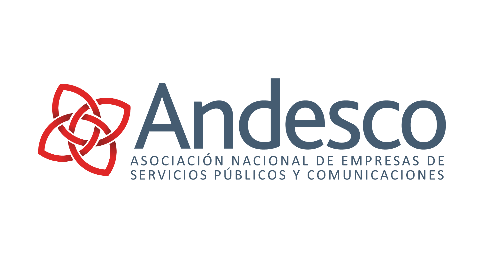 Andesco
ASOCIACIÓN NACIONAL DE EMPRESAS DE
SERVICIOS PÚBLICOS Y COMUNICACIONES